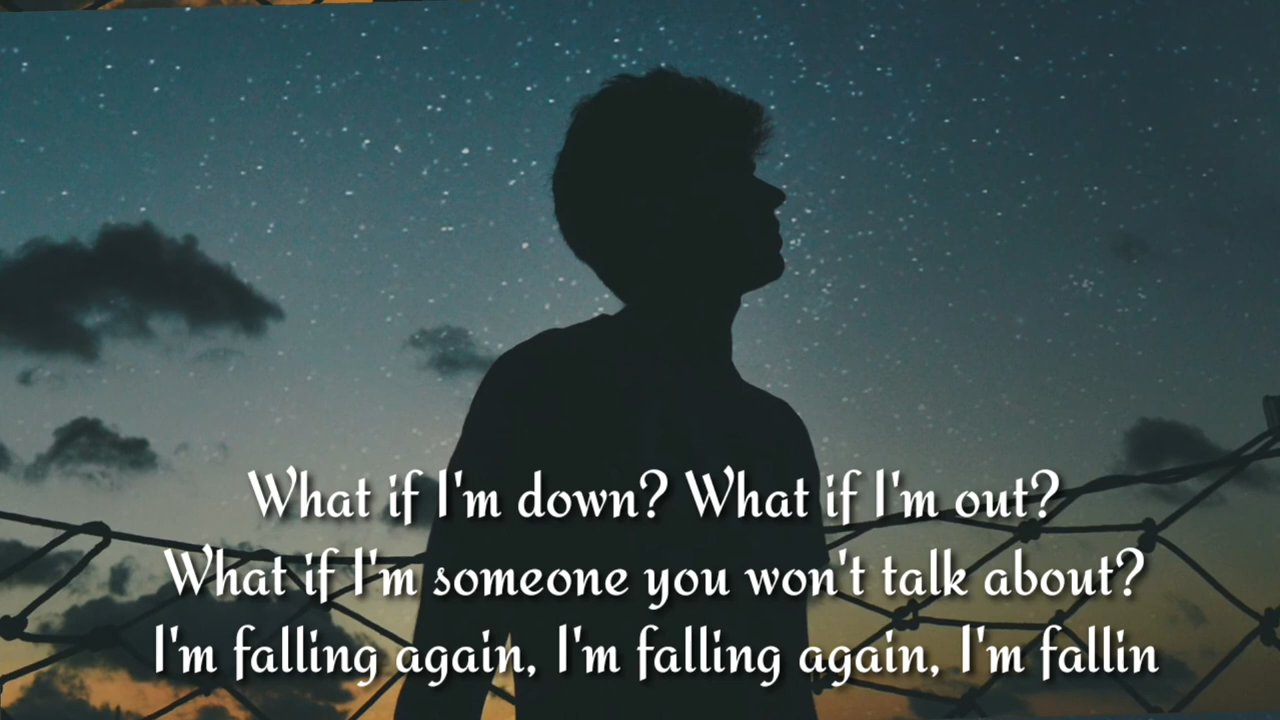 What if I'm down? What if I'm out?
What if I'm someone you won't talk about?
I'm falling again, I'm falling again, I'm fallin